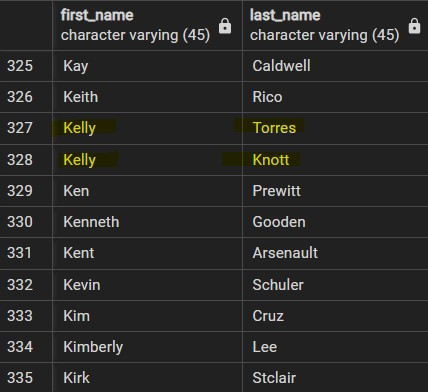 first_name last_name
character varying (45) character varying (45)
325 Kay Caldwell
326 Keith Rico
327 Kelly Torres
328 Kelly Knott
329 Ken Prewitt
330 Kenneth Gooden
331 Kent Arsenault
332 Kevin Schuler
333 Kim Cruz
334 Kimberly Lee
335 Kirk Stclair